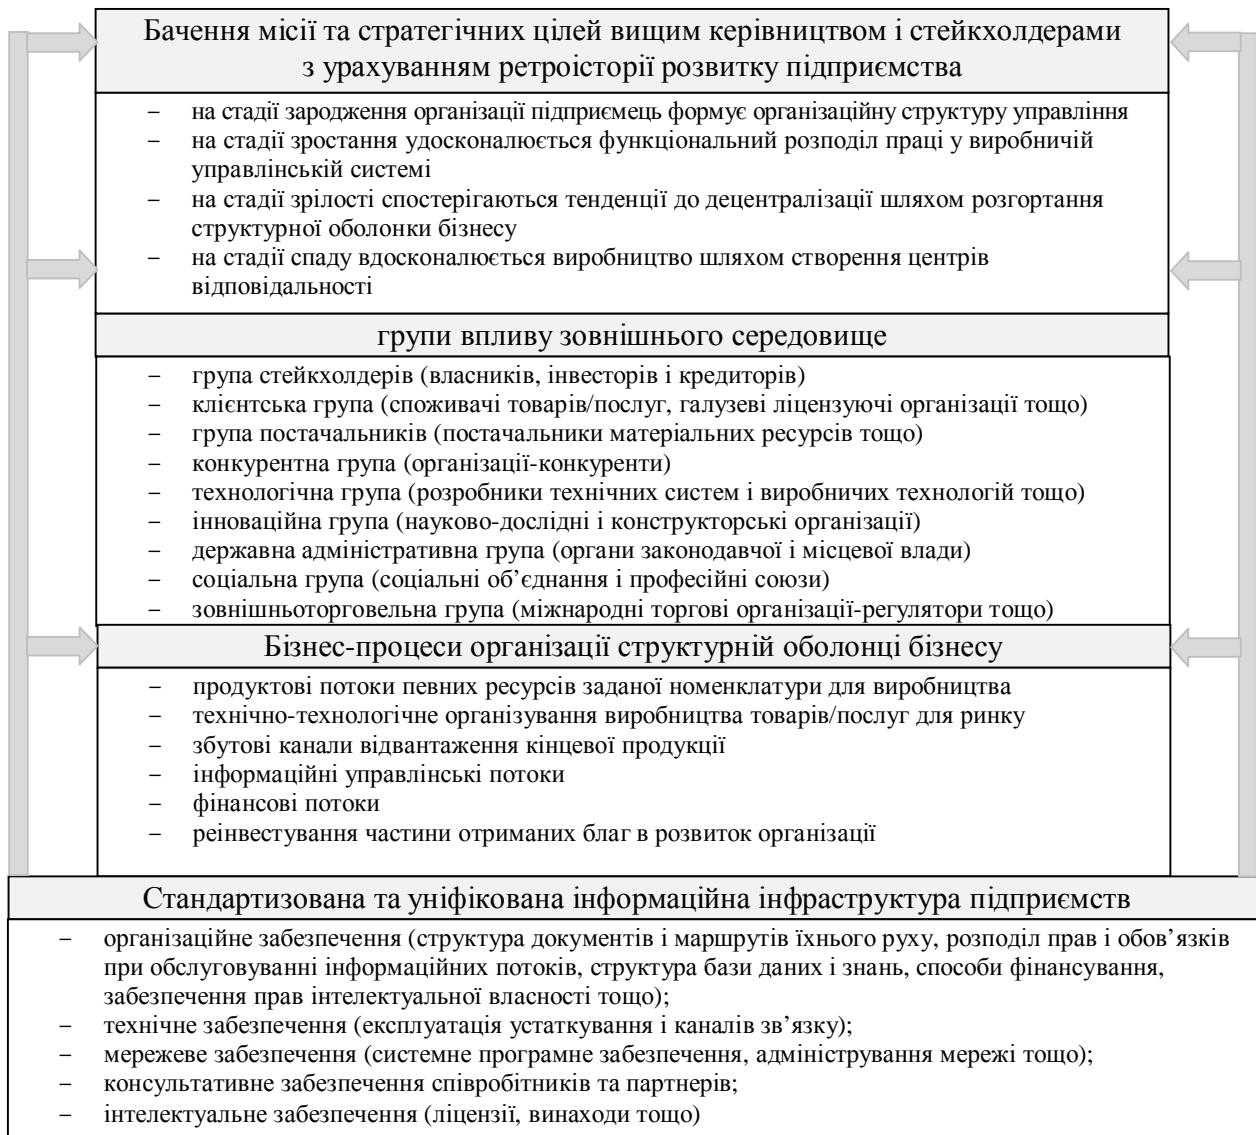 Бачення місії та стратегічних цілей вищим керівництвом і стейкхолдерами
з урахуванням ретроісторії розвитку підприємства
− на стадії зародження організації підприємець формує організаційну структуру управління
− на стадії зростання удосконалюється функціональний розподіл праці у виробничій
управлінській системі
− на стадії зрілості спостерігаються тенденції до децентралізації шляхом розгортання
структурної оболонки бізнесу
− на стадії спаду вдосконалюється виробництво шляхом створення центрів
відповідальності
групи впливу зовнішнього середовище
− група стейкхолдерів (власників, інвесторів і кредиторів)
− клієнтська група (споживачі товарів/послуг, галузеві ліцензуючі організації тощо)
− група постачальників (постачальники матеріальних ресурсів тощо)
− конкурентна група (організації-конкуренти)
− технологічна група (розробники технічних систем і виробничих технологій тощо)
− інноваційна група (науково-дослідні і конструкторські організації)
− державна адміністративна група (органи законодавчої і місцевої влади)
− соціальна група (соціальні об’єднання і професійні союзи)
− зовнішньоторговельна група (міжнародні торгові організації-регулятори тощо)
Бізнес-процеси організації структурній оболонці бізнесу
− продуктові потоки певних ресурсів заданої номенклатури для виробництва
− технічно-технологічне організування виробництва товарів/послуг для ринку
− збутові канали відвантаження кінцевої продукції
− інформаційні управлінські потоки
− фінансові потоки
− реінвестування частини отриманих благ в розвиток організації
Стандартизована та уніфікована інформаційна інфраструктура підприємств
− організаційне забезпечення (структура документів і маршрутів їхнього руху, розподіл прав і обов’язків
при обслуговуванні інформаційних потоків, структура бази даних і знань, способи фінансування,
забезпечення прав інтелектуальної власності тощо);
− технічне забезпечення (експлуатація устаткування і каналів зв’язку);
− мережеве забезпечення (системне програмне забезпечення, адміністрування мережі тощо);
− консультативне забезпечення співробітників та партнерів;
− інтелектуальне забезпечення (ліцензії, винаходи тощо)